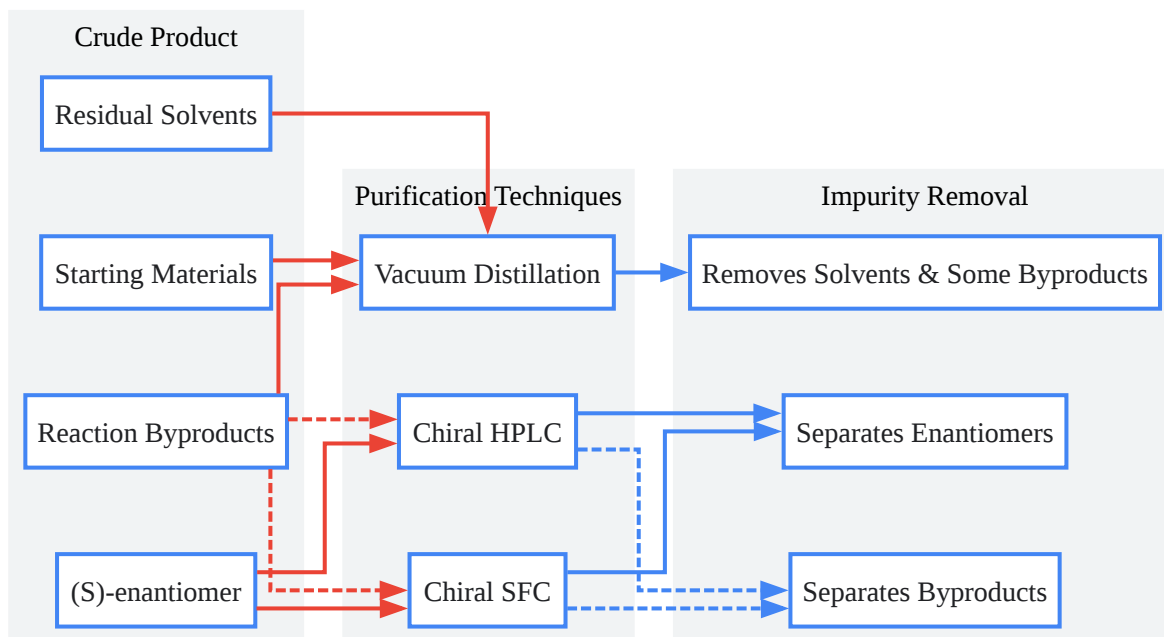 Crude Product
Residual Solvents
Purification Techniques
Impurity Removal
Starting Materials
Vacuum Distillation
Removes Solvents & Some Byproducts
Reaction Byproducts
Chiral HPLC
Separates Enantiomers
(S)-enantiomer
Chiral SFC
Separates Byproducts